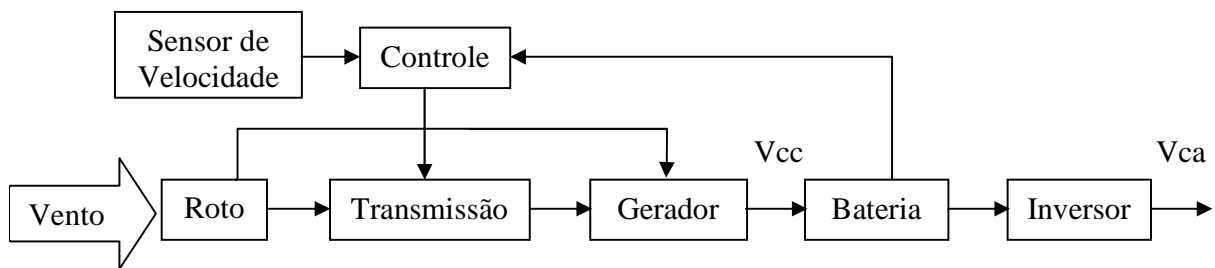 Sensor de
Velocidade
Controle
Vcc
Vca
Vento
Roto
Transmissão
Gerador
Bateria
Inversor